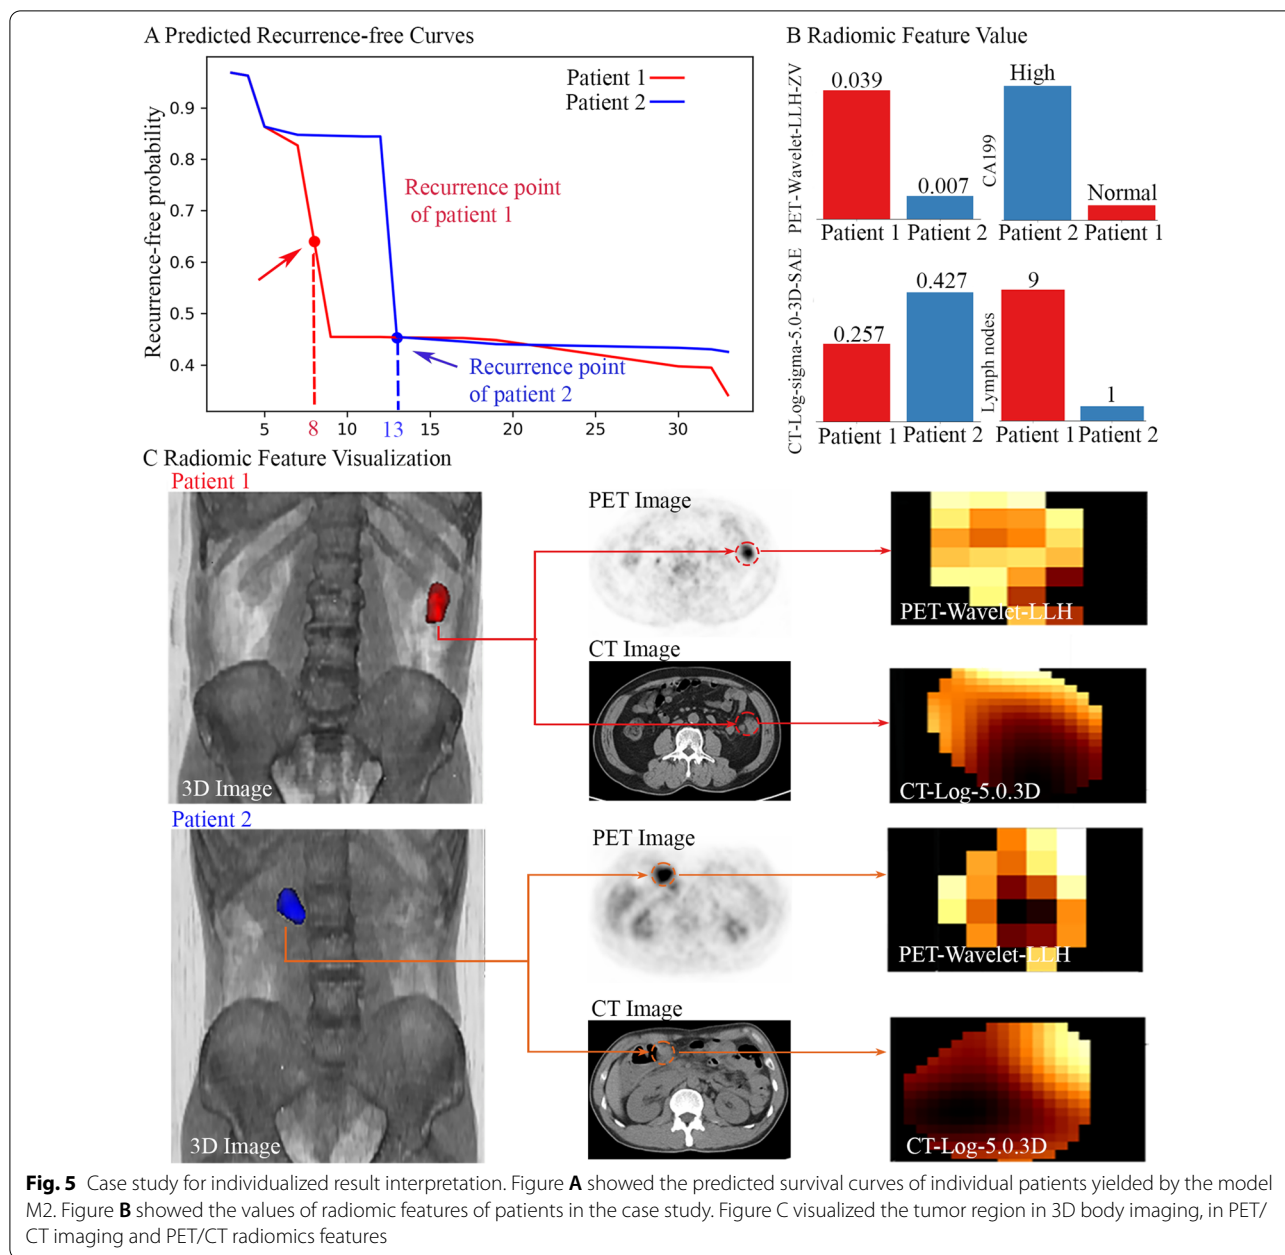 A Predicted Recurrence-free Curves
Recurrence-free probability
0.9
0.8
0.7
0.6
0.5
0.4
Patient 1
Patient 2
Recurrence point
of patient 1
Recurrence point
of patient 2
5
8
10
13
15
20
25
30
B Radiomic Feature Value
PET-Wavelet-LLH-ZV
0.039
0.007
Patient 1
Patient 2
CA199
High
Normal
Patient 2
Patient 1
CT-Log-sigma-5.0-3D-SAE
0.257
0.427
Patient 1
Patient 2
Lymph nodes
9
1
Patient 1
Patient 2
C Radiomic Feature Visualization
Patient 1
3D Image
PET Image
PET-Wavelet-LLH
CT Image
CT-Log-5.0.3D
Patient 2
3D Image
PET Image
PET-Wavelet-LLH
CT Image
CT-Log-5.0.3D
Fig. 5 Case study for individualized result interpretation. Figure A showed the predicted survival curves of individual patients yielded by the model
M2. Figure B showed the values of radiomic features of patients in the case study. Figure C visualized the tumor region in 3D body imaging, in PET/
CT imaging and PET/CT radiomics features